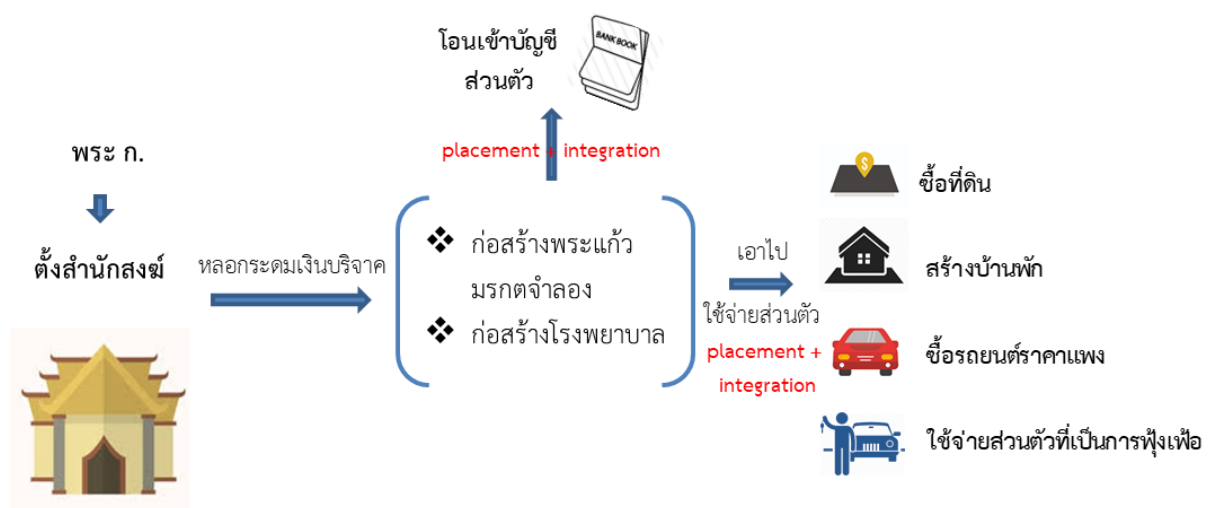 โอนเข้าบัญชี
ส่วนตัว
BANK BOOK
placement + integration
พระ ก.
ตั้งสำนักสงฆ์
หลอกระดมเงินบริจาค
❖ ก่อสร้างพระแก้ว
มรกตจำลอง
❖ ก่อสร้างโรงพยาบาล
เอาไป
ใช้จ่ายส่วนตัว
placement +
integration
$
ซื้อที่ดิน
สร้างบ้านพัก
ซื้อรถยนต์ราคาแพง
ใช้จ่ายส่วนตัวที่เป็นการฟุ้งเฟ้อ